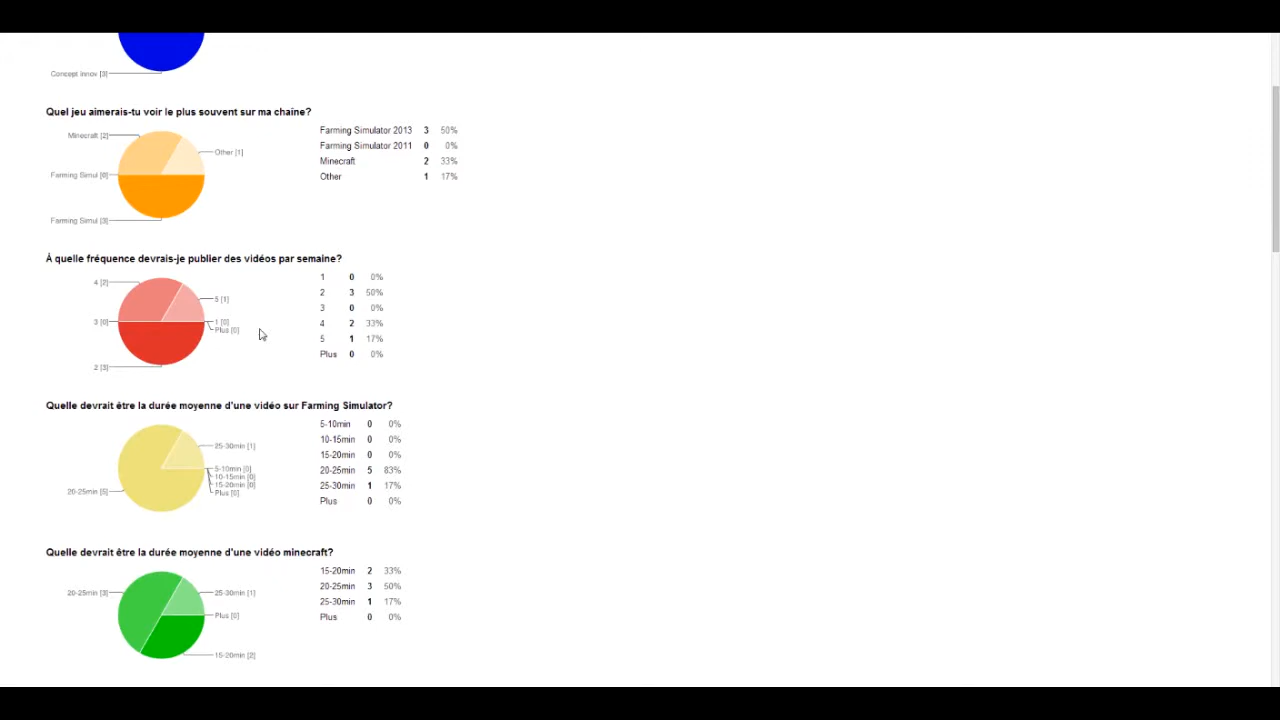 Concept innov [3]
Quel jeu aimerais-tu voir le plus souvent sur ma chaîne?
Minecraft [2]
Other [1]
Farming Simul [0]
Farming Simul [3]
Farming Simulator 2013 3 50%
Farming Simulator 2011 0 0%
Minecraft 2 33%
Other 1 17%
À quelle fréquence devrais-je publier des vidéos par semaine?
4 [2]
5 [1]
3 [0]
1 [0]
Plus [0]
2 [3]
1 0 0%
2 3 50%
3 0 0%
4 2 33%
5 1 17%
Plus 0 0%
Quelle devrait être la durée moyenne d'une vidéo sur Farming Simulator?
25-30min [1]
5-10min [0]
10-15min [0]
15-20min [0]
Plus [0]
20-25min [5]
5-10min 0 0%
10-15min 0 0%
15-20min 0 0%
20-25min 5 83%
25-30min 1 17%
Plus 0 0%
Quelle devrait être la durée moyenne d'une vidéo minecraft?
20-25min [3]
25-30min [1]
Plus [0]
15-20min [2]
15-20min 2 33%
20-25min 3 50%
25-30min 1 17%
Plus 0 0%